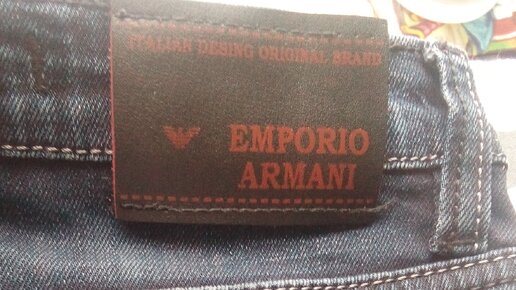 ITALIAN DESING ORIGINAL BRAND
EMPORIO
ARMANI